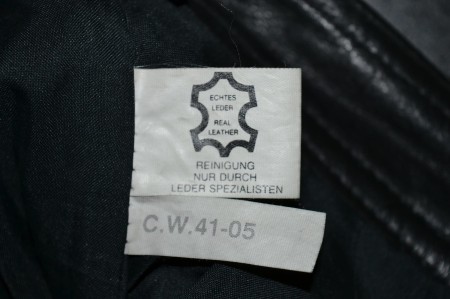 ECHTES
LEDER
REAL
LEATHER
REINIGUNG
NUR DURCH
LEDER SPEZIALISTEN
C.W.41-05